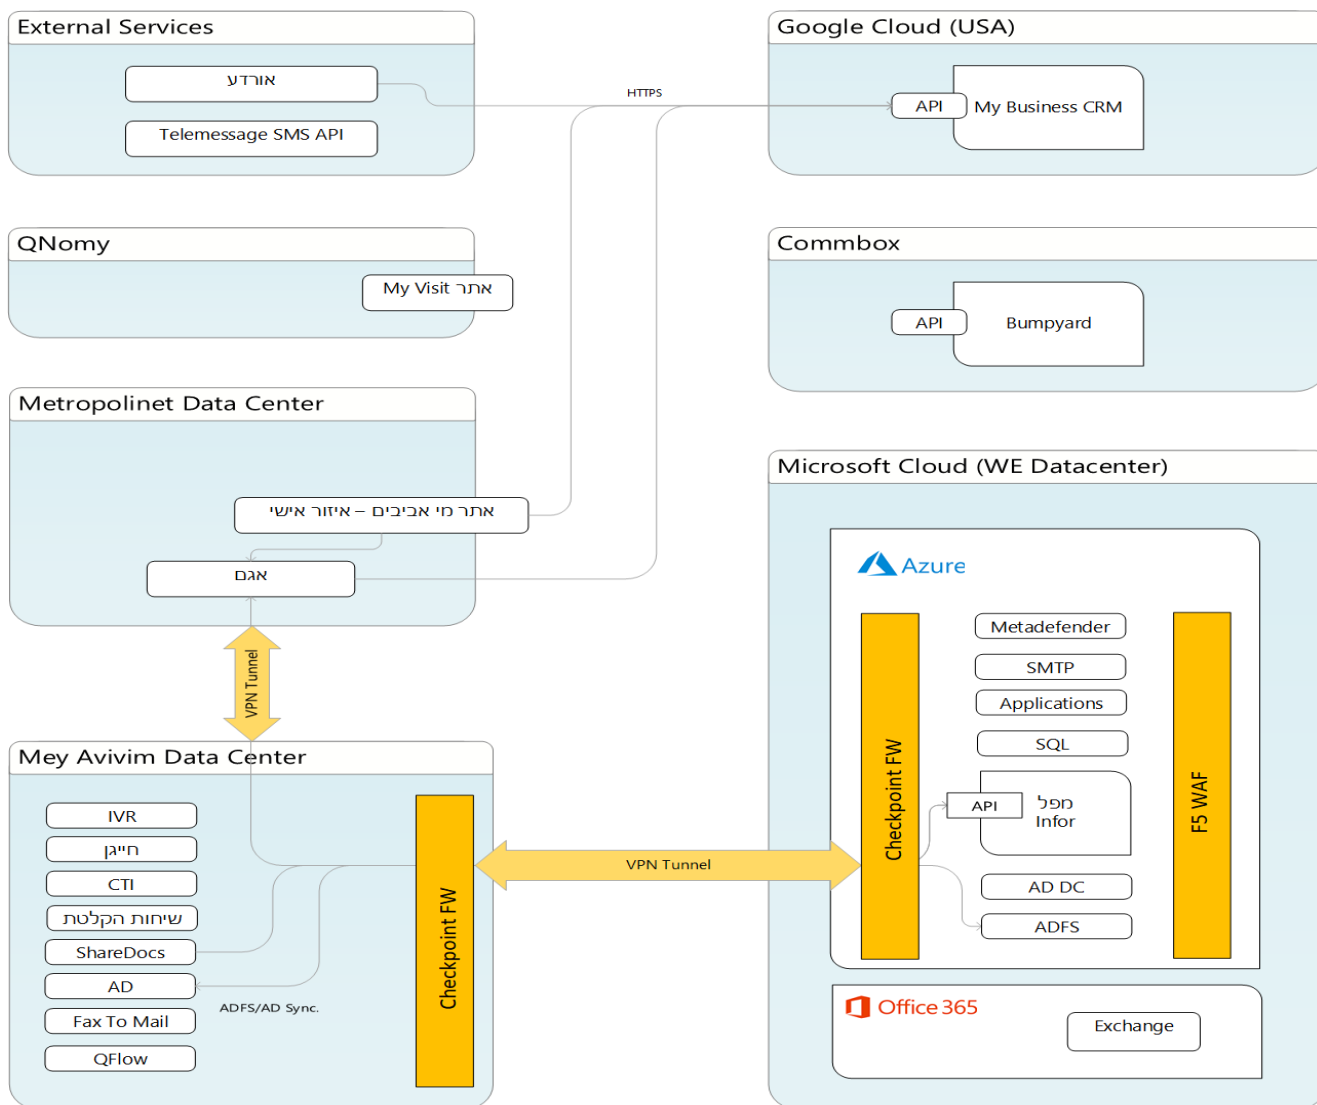 External Services
אורדע
Telemessage SMS API
HTTPS
Google Cloud (USA)
API
My Business CRM
QNomy
אתר My Visit
Commbox
API
Bumpyard
Metropolinet Data Center
אתר מי אביבים – איזור אישי
אגם
VPN Tunnel
Mey Avivim Data Center
IVR
חייגן
CTI
שיחות הקלטת
ShareDocs
AD
Fax To Mail
QFlow
ADFS/AD Sync.
Checkpoint FW
VPN Tunnel
Microsoft Cloud (WE Datacenter)
Azure
Checkpoint FW
Metadefender
SMTP
Applications
SQL
API
מפל
Infor
AD DC
ADFS
F5 WAF
Office 365
Exchange